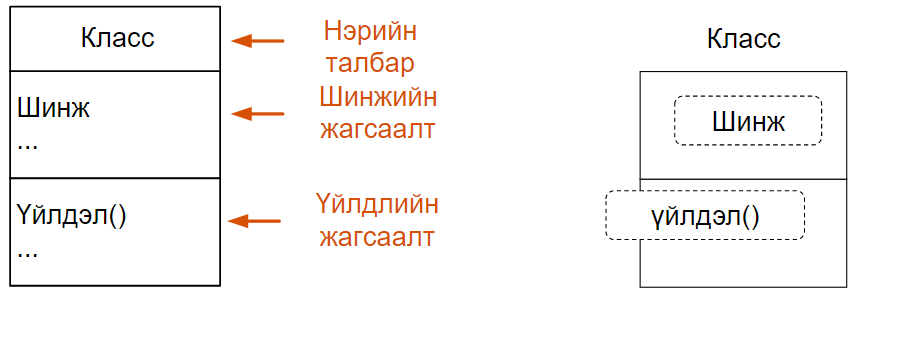 Класс
Шинж
...
Үйлдэл()
...
Нэрийн
талбар
Шинжийн
жагсаалт
Үйлдлийн
жагсаалт
Класс
Шинж
үйлдэл()